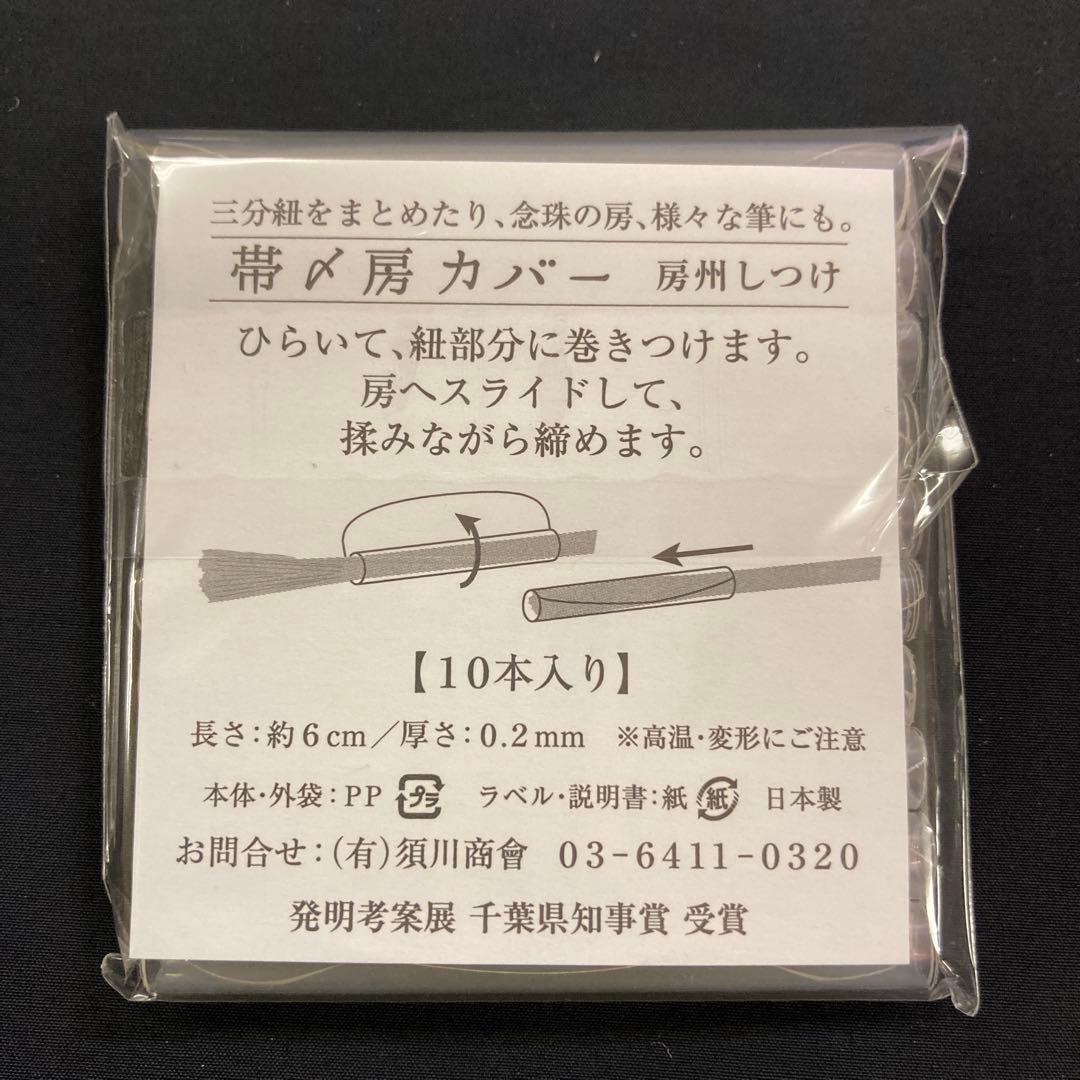 三分紐をまとめたり、念珠の房、様々な筆にも。
帯〆房カバー 房州しつけ
ひらいて、紐部分に巻きつけます。
房へスライドして、
揉みながら締めます。
【10本入り】
長さ：約6cm／厚さ：0.2mm ※高温・変形にご注意
本体・外袋：PP プラ ラベル・説明書：紙 紙 日本製
お問合せ：(有)須川商會 03-6411-0320
発明考案展 千葉県知事賞 受賞